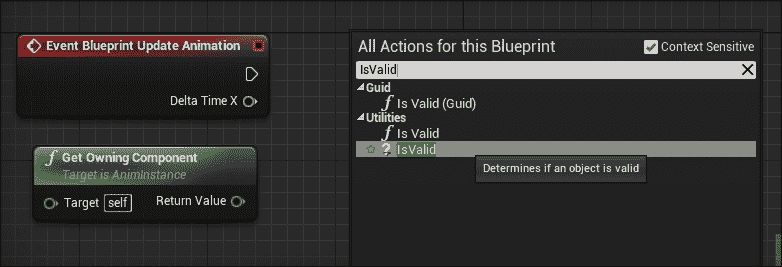 Event Blueprint Update Animation
Delta Time X
Get Owning Component
Target is AnimInstance
Target self Return Value
All Actions for this Blueprint Context Sensitive
IsValid
Guid
f Is Valid (Guid)
Utilities
f Is Valid
? IsValid
Determines if an object is valid